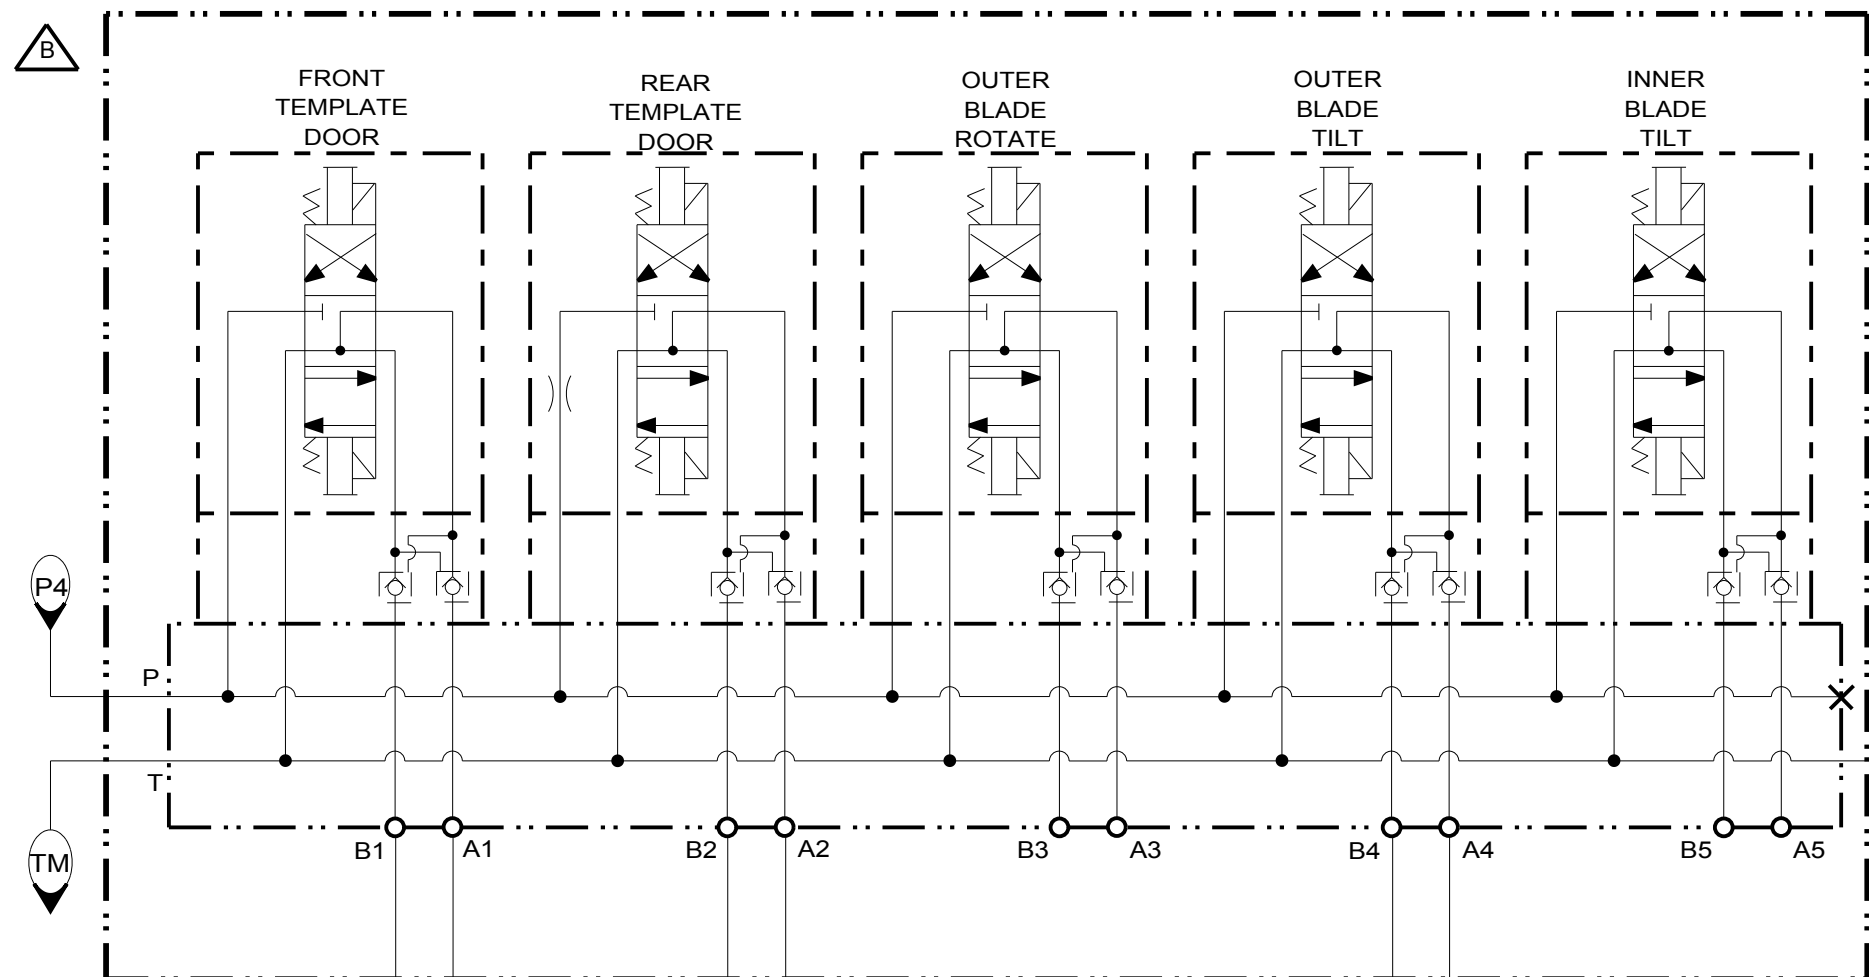 B
FRONT
TEMPLATE
DOOR
REAR
TEMPLATE
DOOR
OUTER
BLADE
ROTATE
OUTER
BLADE
TILT
INNER
BLADE
TILT
P4
P
T
TM
B1
A1
B2
A2
B3
A3
B4
A4
B5
A5